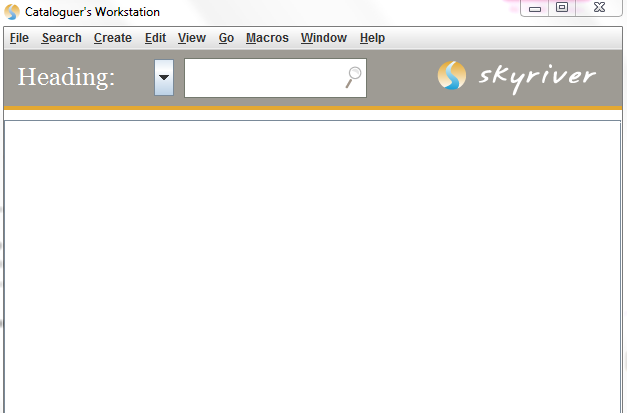 Cataloguer's Workstation
File Search Create Edit View Go Macros Window Help
Heading: skyriver